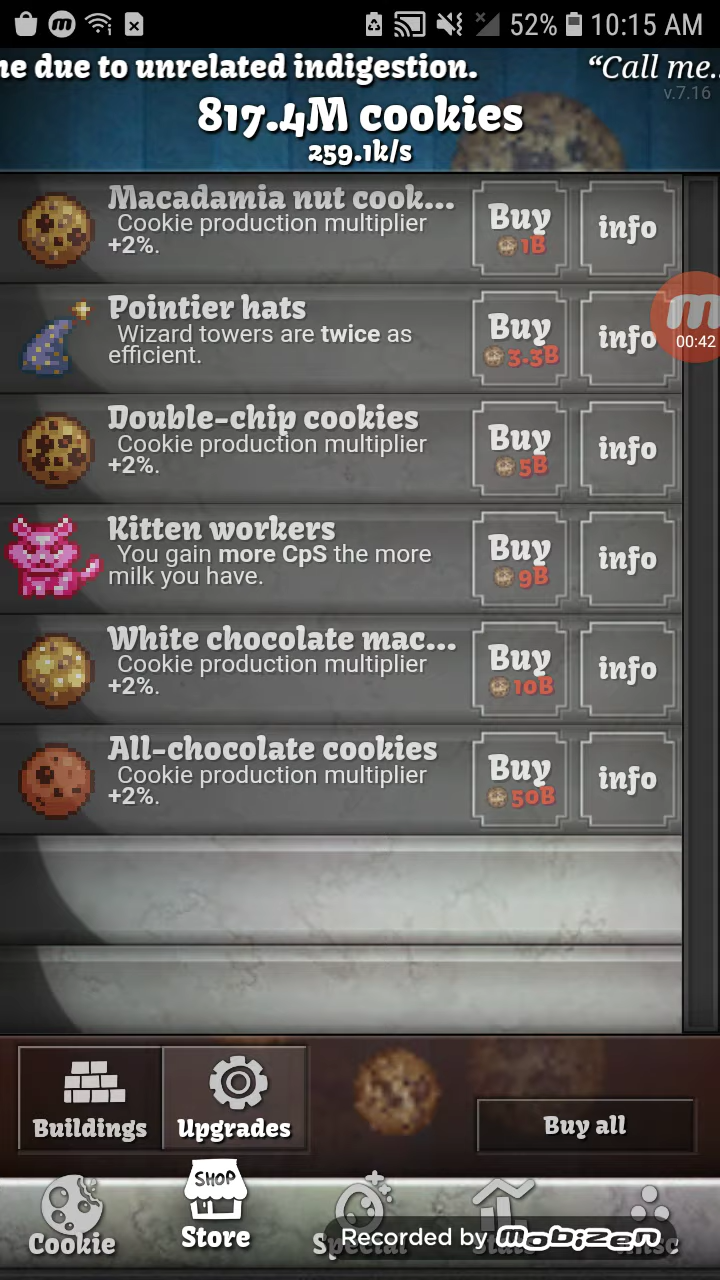 52% 10:15 AM
ne due to unrelated indigestion. “Call me..
v.7.16
817.4M cookies
259.1k/s
Macadamia nut cook...
Cookie production multiplier
+2%.
Buy
1B
info
Pointier hats
Wizard towers are twice as
efficient.
Buy
3.3B
info
m
00:42
Double-chip cookies
Cookie production multiplier
+2%.
Buy
5B
info
Kitten workers
You gain more CpS the more
milk you have.
Buy
9B
info
White chocolate mac...
Cookie production multiplier
+2%.
Buy
10B
info
All-chocolate cookies
Cookie production multiplier
+2%.
Buy
50B
info
Buildings
Upgrades
Buy all
SHOP
Cookie
Store
Special
Recorded by mobizen